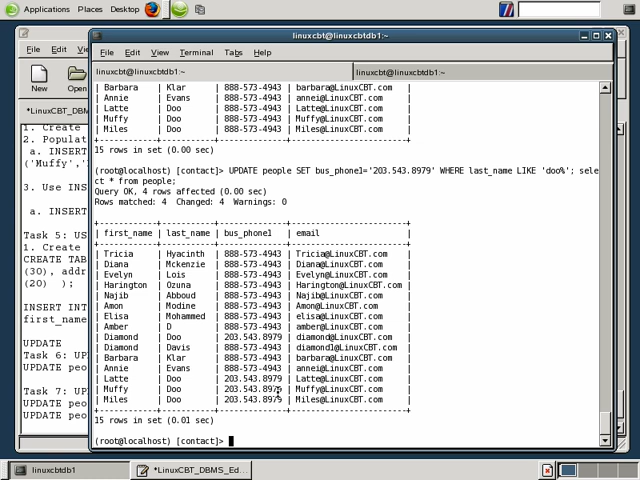 Applications Places Desktop
linuxcbt@linuxcbtdb1:~
File Edit View Terminal Tabs Help
linuxcbt@linuxcbtdb1:~ linuxcbt@linuxcbtdb1:~
| Barbara | Klar | 888-573-4943 | barbara@LinuxCBT.com |
| Annie | Evans | 888-573-4943 | annei@LinuxCBT.com |
| Latte | Doo | 888-573-4943 | Latte@LinuxCBT.com |
| Muffy | Doo | 888-573-4943 | Muffy@LinuxCBT.com |
| Miles | Doo | 888-573-4943 | Miles@LinuxCBT.com |
15 rows in set (0.00 sec)
(root@localhost) [contact]> UPDATE people SET bus_phone1='203.543.8979' WHERE last_name LIKE 'doo%'; sele
ct * from people;
Query OK, 4 rows affected (0.00 sec)
Rows matched: 4 Changed: 4 Warnings: 0
| first_name | last_name | bus_phone1 | email |
| Tricia | Hyacinth | 888-573-4943 | Tricia@LinuxCBT.com |
| Diana | Mckenzie | 888-573-4943 | Diana@LinuxCBT.com |
| Evelyn | Lois | 888-573-4943 | Evelyn@LinuxCBT.com |
| Harington | Ozuna | 888-573-4943 | Harington@LinuxCBT.com |
| Najib | Abboud | 888-573-4943 | Najib@LinuxCBT.com |
| Amon | Modine | 888-573-4943 | Amon@LinuxCBT.com |
| Elisa | Mohammed | 888-573-4943 | elisa@LinuxCBT.com |
| Amber | D | 888-573-4943 | amber@LinuxCBT.com |
| Diamond | Doo | 203.543.8979 | diamond@LinuxCBT.com |
| Diamond | Davis | 888-573-4943 | diamond1@LinuxCBT.com |
| Barbara | Klar | 888-573-4943 | barbara@LinuxCBT.com |
| Annie | Evans | 888-573-4943 | annei@LinuxCBT.com |
| Latte | Doo | 203.543.8979 | Latte@LinuxCBT.com |
| Muffy | Doo | 203.543.8979 | Muffy@LinuxCBT.com |
| Miles | Doo | 203.543.8979 | Miles@LinuxCBT.com |
15 rows in set (0.01 sec)
(root@localhost) [contact]>
File Edit
New Open
*LinuxCBT_DBM
1. Create
2. Populat
a. INSERT
('Muffy','
3. Use INS
a. INSERT
Task 5: US
1. Create
CREATE TAB
(30), addr
(20) );
INSERT INT
first_name
UPDATE
Task 6: UP
UPDATE peo
Task 7: UP
UPDATE peo
UPDATE peo
linuxcbtdb1 *LinuxCBT_DBMS_Ed...